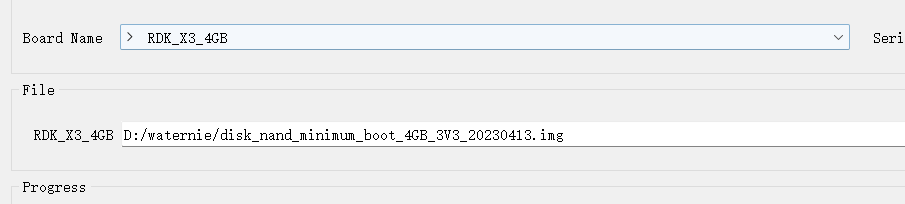 Board Name > RDK_X3_4GB Seri
File
RDK_X3_4GB D:/waternie/disk_nand_minimum_boot_4GB_3V3_20230413.img
Progress